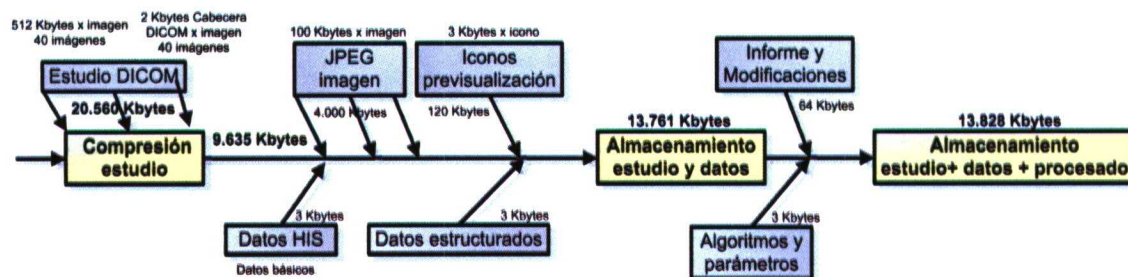 512 Kbytes x imagen
40 imágenes
2 Kbytes Cabecera
DICOM x imagen
40 imágenes
Estudio DICOM
20.560 Kbytes
Compresión
estudio
9.635 Kbytes
100 Kbytes x imagen
JPEG
imagen
4.000 Kbytes
3 Kbytes x icono
Iconos
previsualización
120 Kbytes
3 Kbytes
Datos HIS
Datos básicos
3 Kbytes
Datos estructurados
13.761 Kbytes
Almacenamiento
estudio y datos
Informe y
Modificaciones
64 Kbytes
3 Kbytes
Algoritmos y
parámetros
13.828 Kbytes
Almacenamiento
estudio+ datos + procesado